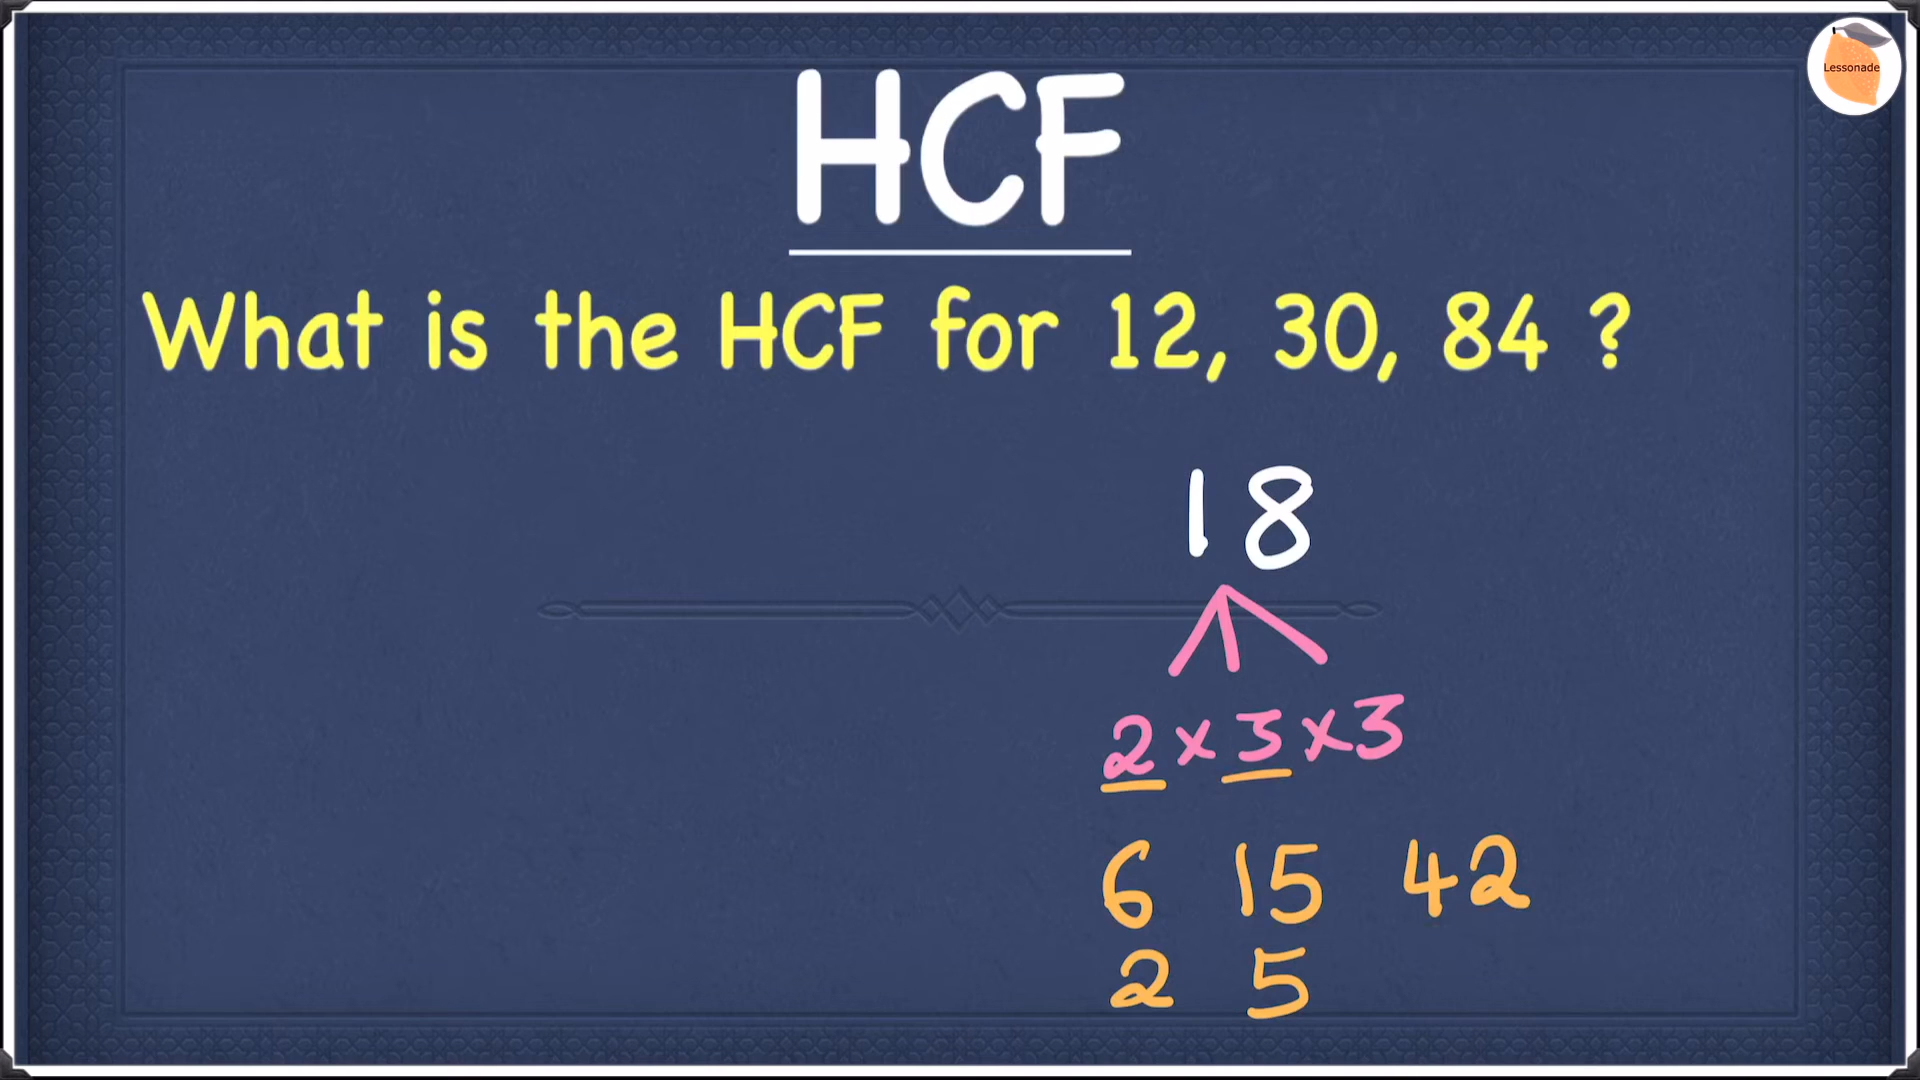 HCF
Lessonade
What is the HCF for 12, 30, 84 ?
18
2 x 3 x 3
6 15 42
2 5